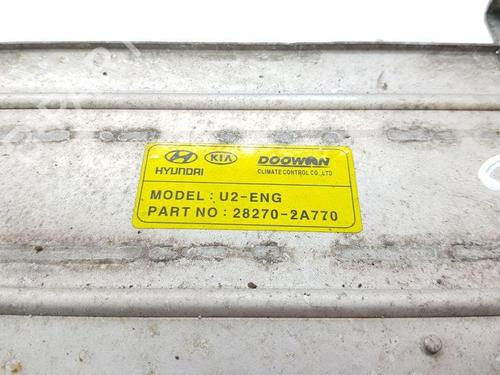 HYUNDAI KIA DOOWON
CLIMATE CONTROL CO., LTD
MODEL : U2-ENG
PART NO : 28270-2A770